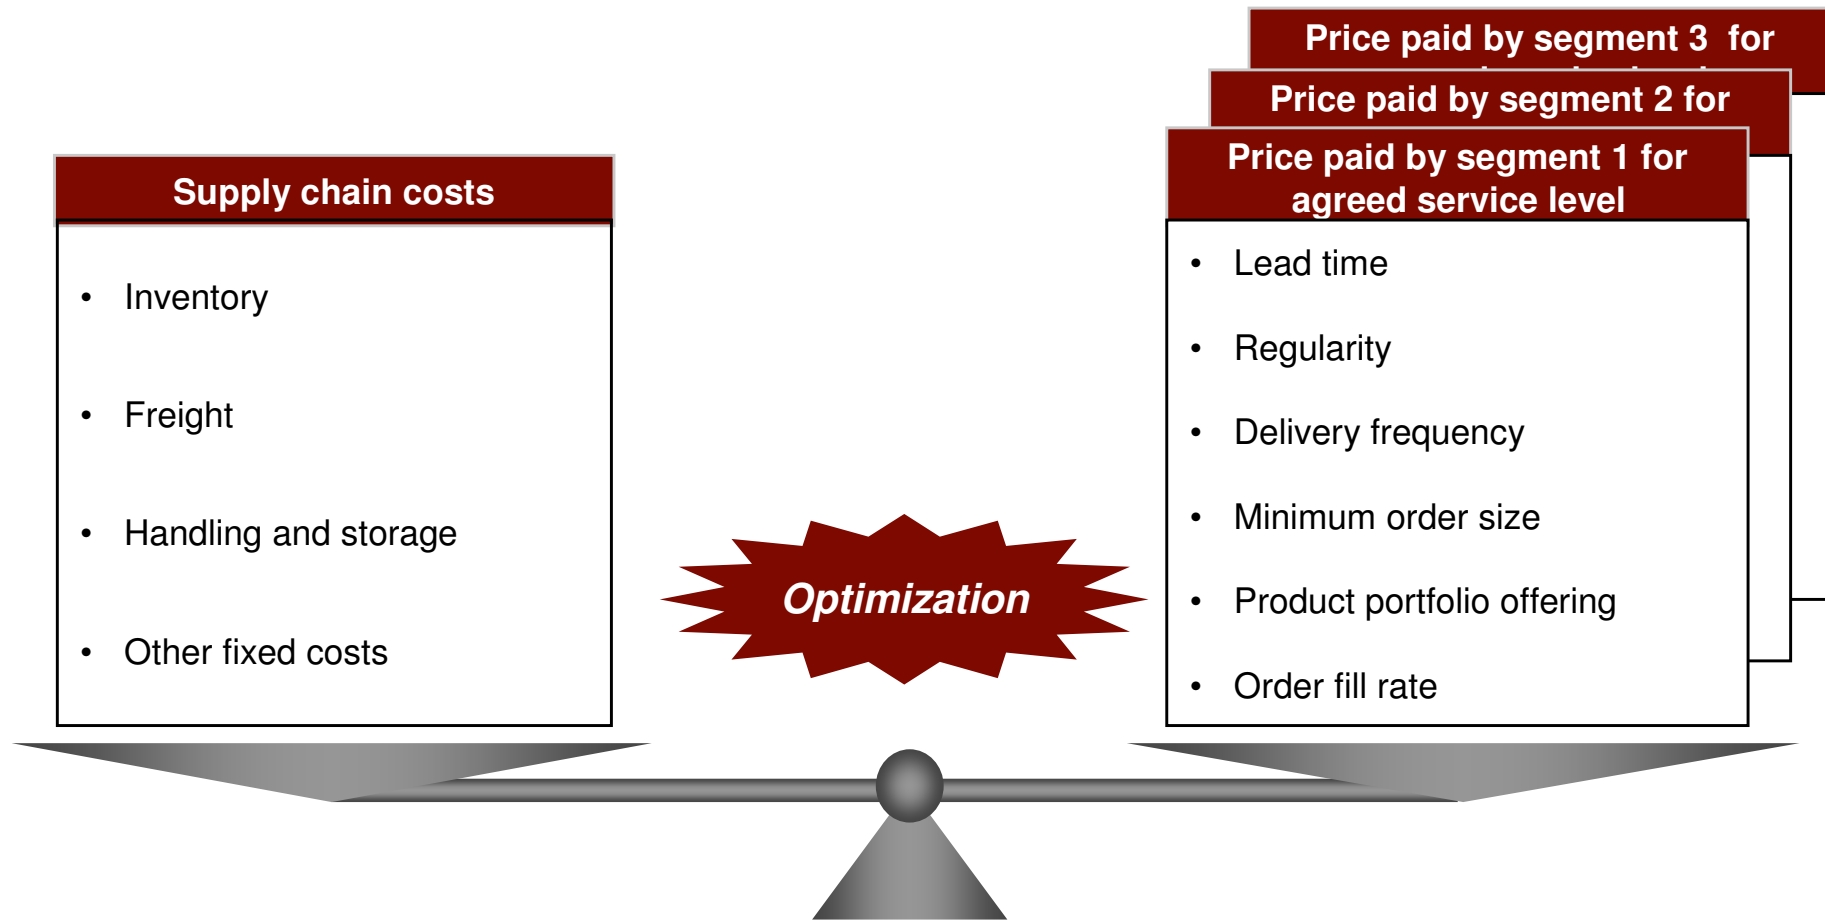 Price paid by segment 3 for
Price paid by segment 2 for
Price paid by segment 1 for
agreed service level
Supply chain costs
• Inventory
• Freight
• Handling and storage
• Other fixed costs
Optimization
• Lead time
• Regularity
• Delivery frequency
• Minimum order size
• Product portfolio offering
• Order fill rate